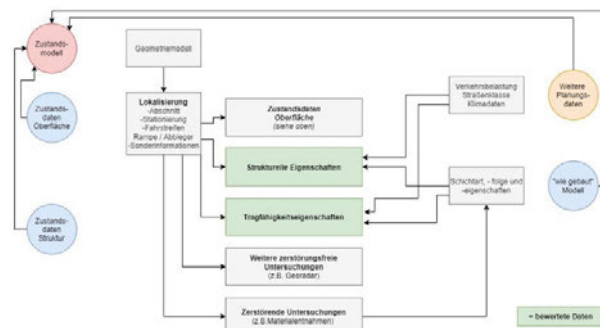 Zustands-
modell
Zustands-
daten
Oberfläche
Zustands-
daten
Struktur
Geometriemodell
Lokalisierung
-Abschnitt
-Stationierung
-Fahrstreifen
Rampe / Abbieger
-Sonderinformationen
Zustandsdaten
Oberfläche
(siehe oben)
Strukturelle Eigenschaften
Tragfähigkeitseigenschaften
Weitere zerstörungsfreie
Untersuchungen
(z.B. Georadar)
Zerstörende Untersuchungen
(z.B.Materialentnahmen)
Verkehrsbelastung
Straßenklasse
Klimadaten
Schichtart, - folge und
-eigenschaften
Weitere
Planungs-
daten
"wie gebaut"
Modell
= bewertete Daten